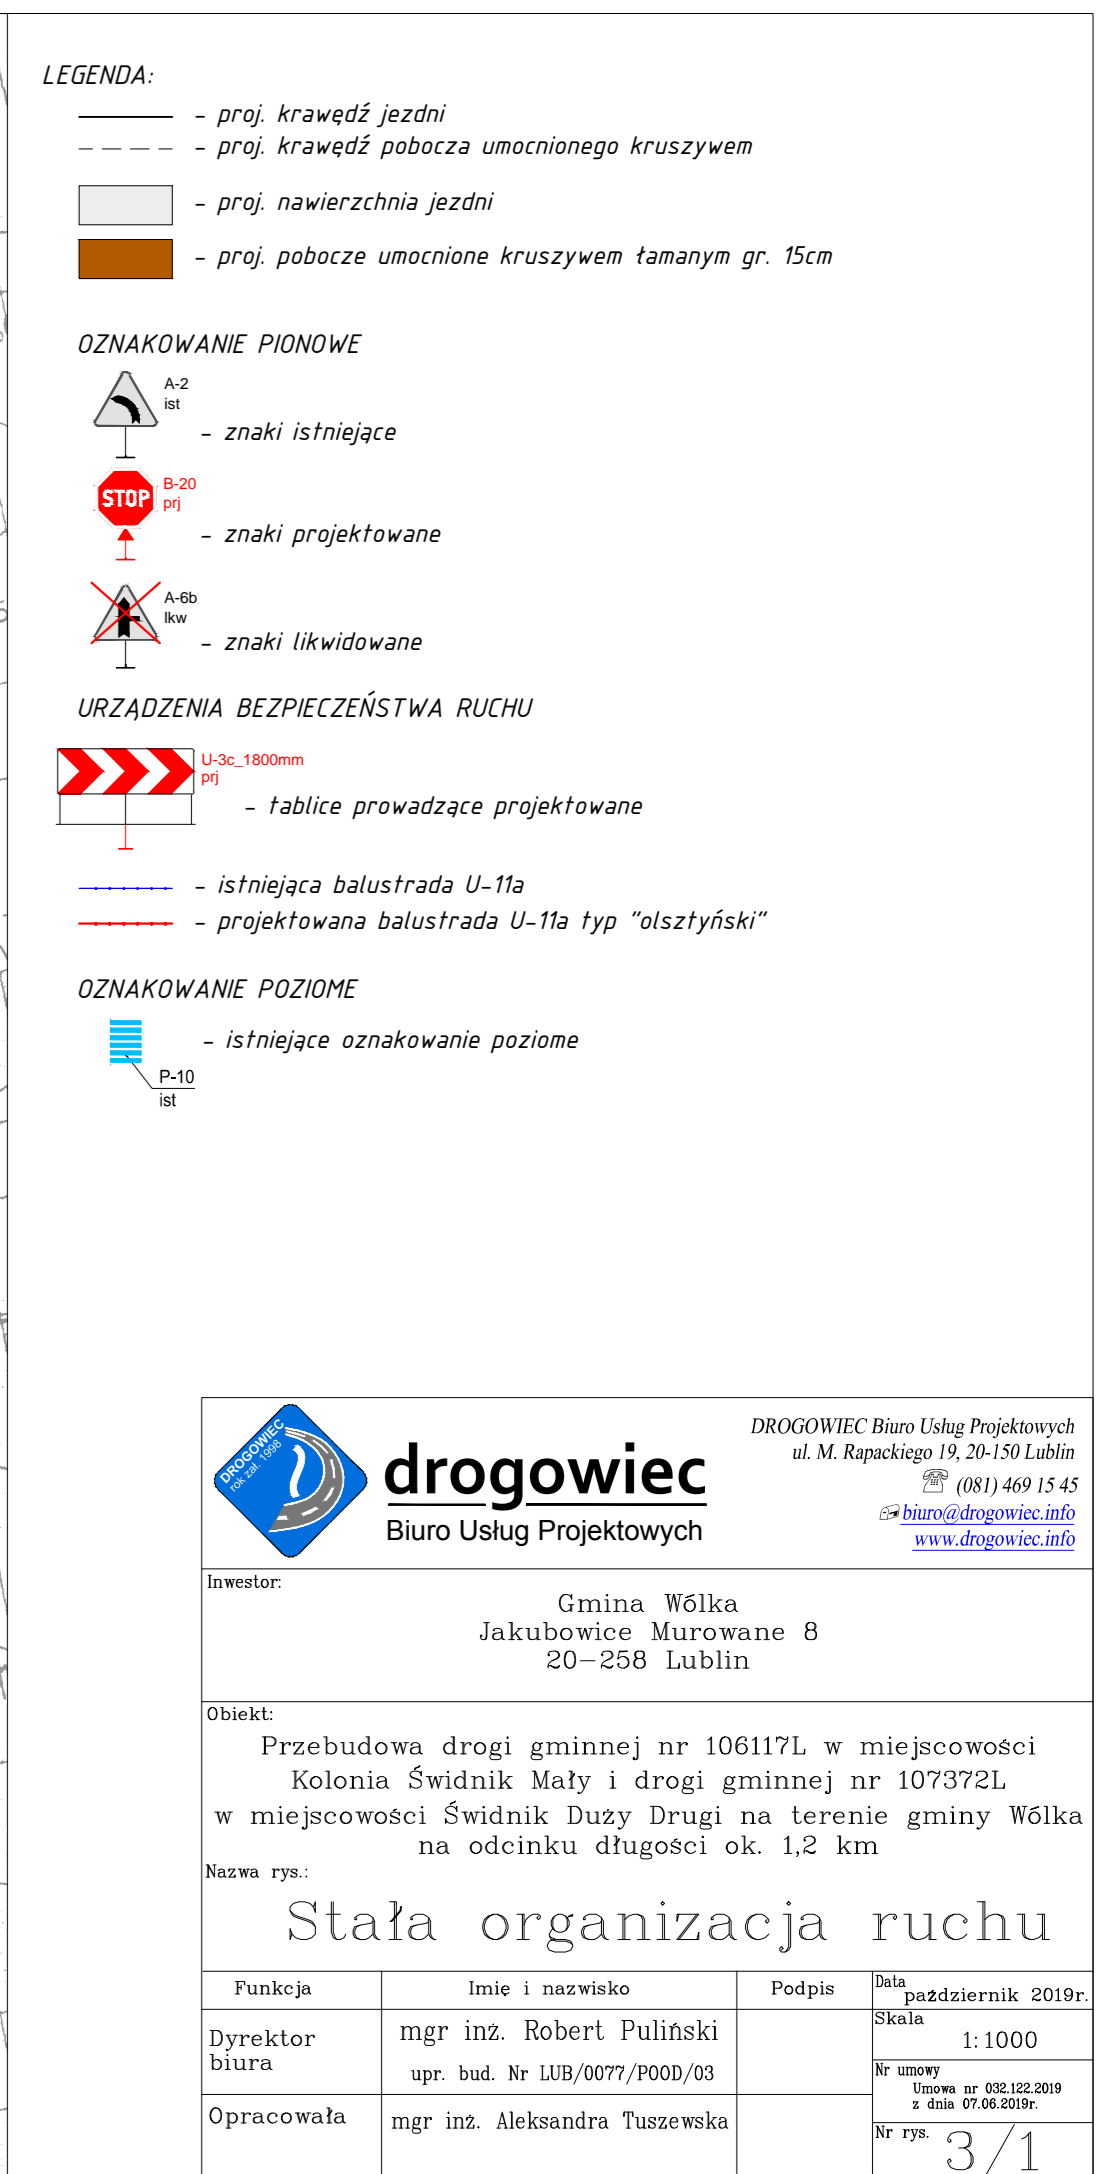 LEGENDA:
- proj. krawędź jezdni
- proj. krawędź pobocza umocnionego kruszywem
- proj. nawierzchnia jezdni
- proj. pobocze umocnione kruszywem łamanym gr. 15cm
OZNAKOWANIE PIONOWE
A-2
ist
- znaki istniejące
STOP
B-20
prj
- znaki projektowane
A-6b
lkw
- znaki likwidowane
URZĄDZENIA BEZPIECZEŃSTWA RUCHU
U-3c_1800mm
prj
- tablice prowadzące projektowane
- istniejąca balustrada U-11a
- projektowana balustrada U-11a typ "olsztyński"
OZNAKOWANIE POZIOME
- istniejące oznakowanie poziome
P-10
ist
DROGOWIEC
rok zał. 1998
drogowiec
Biuro Usług Projektowych
DROGOWIEC Biuro Usług Projektowych
ul. M. Rapackiego 19, 20-150 Lublin
(081) 469 15 45
biuro@drogowiec.info
www.drogowiec.info
Inwestor:
Gmina Wólka
Jakubowice Murowane 8
20-258 Lublin
Obiekt:
Przebudowa drogi gminnej nr 106117L w miejscowości
Kolonia Świdnik Mały i drogi gminnej nr 107372L
w miejscowości Świdnik Duży Drugi na terenie gminy Wólka
na odcinku długości ok. 1,2 km
Nazwa rys.:
Stała organizacja ruchu
Funkcja Imię i nazwisko Podpis Data
październik 2019r.
Dyrektor
biura
mgr inż. Robert Puliński
upr. bud. Nr LUB/0077/POOD/03
Skala
1:1000
Nr umowy
Umowa nr 032.122.2019
z dnia 07.06.2019r.
Opracowała
mgr inż. Aleksandra Tuszewska
Nr rys.
3/1